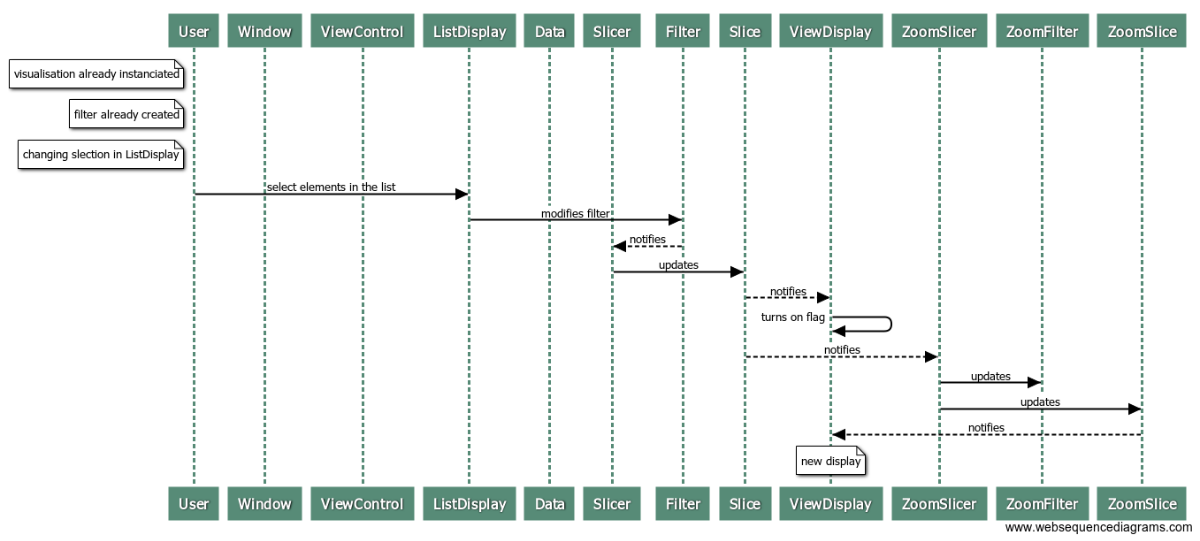 User Window ViewControl ListDisplay Data Slicer Filter Slice ViewDisplay ZoomSlicer ZoomFilter ZoomSlice
visualisation already instanciated
filter already created
changing slection in ListDisplay
select elements in the list
modifies filter
notifies
updates
notifies
turns on flag
notifies
updates
updates
notifies
new display
User Window ViewControl ListDisplay Data Slicer Filter Slice ViewDisplay ZoomSlicer ZoomFilter ZoomSlice
www.websequencediagrams.com